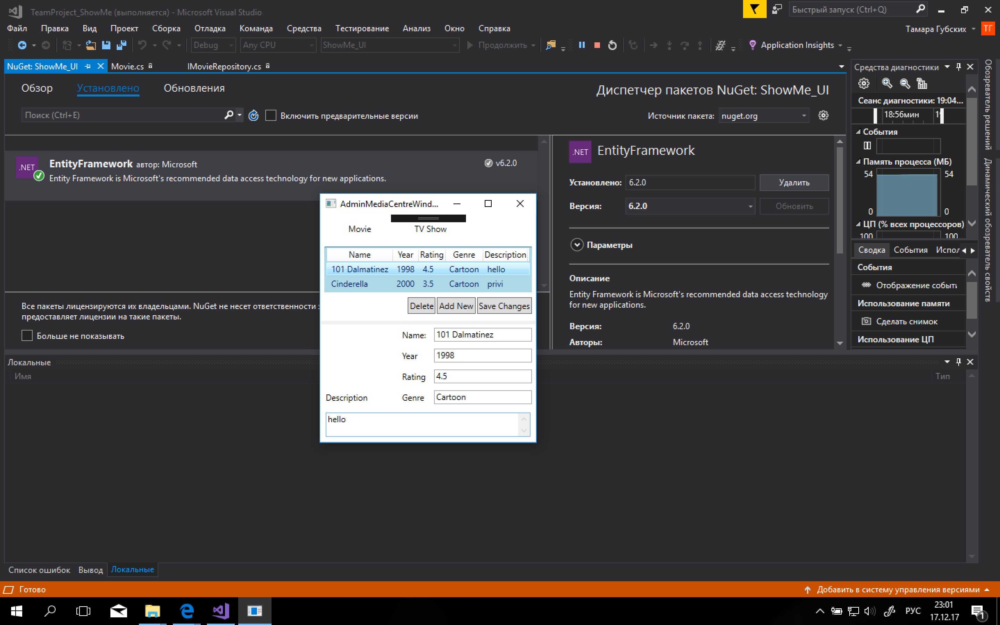 TeamProject_ShowMe (выполняется) - Microsoft Visual Studio
Быстрый запуск (Ctrl+Q)
Файл Правка Вид Проект Сборка Отладка Команда Средства Тестирование Анализ Окно Справка
Тамара Губских ТГ
Debug Any CPU ShowMe_UI Продолжить Application Insights
NuGet: ShowMe_UI Movie.cs IMovieRepository.cs
Обзор Установлено Обновления
Диспетчер пакетов NuGet: ShowMe_UI
Поиск (Ctrl+E) Включить предварительные версии
Источник пакета: nuget.org
.NET EntityFramework автор: Microsoft v6.2.0
Entity Framework is Microsoft's recommended data access technology for new applications.
Все пакеты лицензируются их владельцами. NuGet не несет ответственности
предоставляет лицензии на такие пакеты.
Больше не показывать
.NET EntityFramework
Установлено: 6.2.0 Удалить
Версия: 6.2.0 Обновить
Параметры
Описание
Entity Framework is Microsoft's recommended data access technology
for new applications.
Версия: 6.2.0
Авторы: Microsoft
AdminMediaCentreWind...
Movie TV Show
Name Year Rating Genre Description
101 Dalmatinez 1998 4.5 Cartoon hello
Cinderella 2000 3.5 Cartoon privi
Delete Add New Save Changes
Name: 101 Dalmatinez
Year 1998
Rating 4.5
Description Genre Cartoon
hello
Средства диагностики
Сеанс диагностики: 19:04...
18:56мин
События
Память процесса (МБ)
54 54
0 0
ЦП (% всех процессоров)
100 100
Сводка События Испол
События
Отображение событи
Использование памяти
Сделать снимок
Использование ЦП
Обозреватель решений
Динамический обозреватель свойств
Локальные
Имя Тип
Список ошибок Вывод Локальные
Готово
Добавить в систему управления версиями
РУС
23:01
17.12.17
1